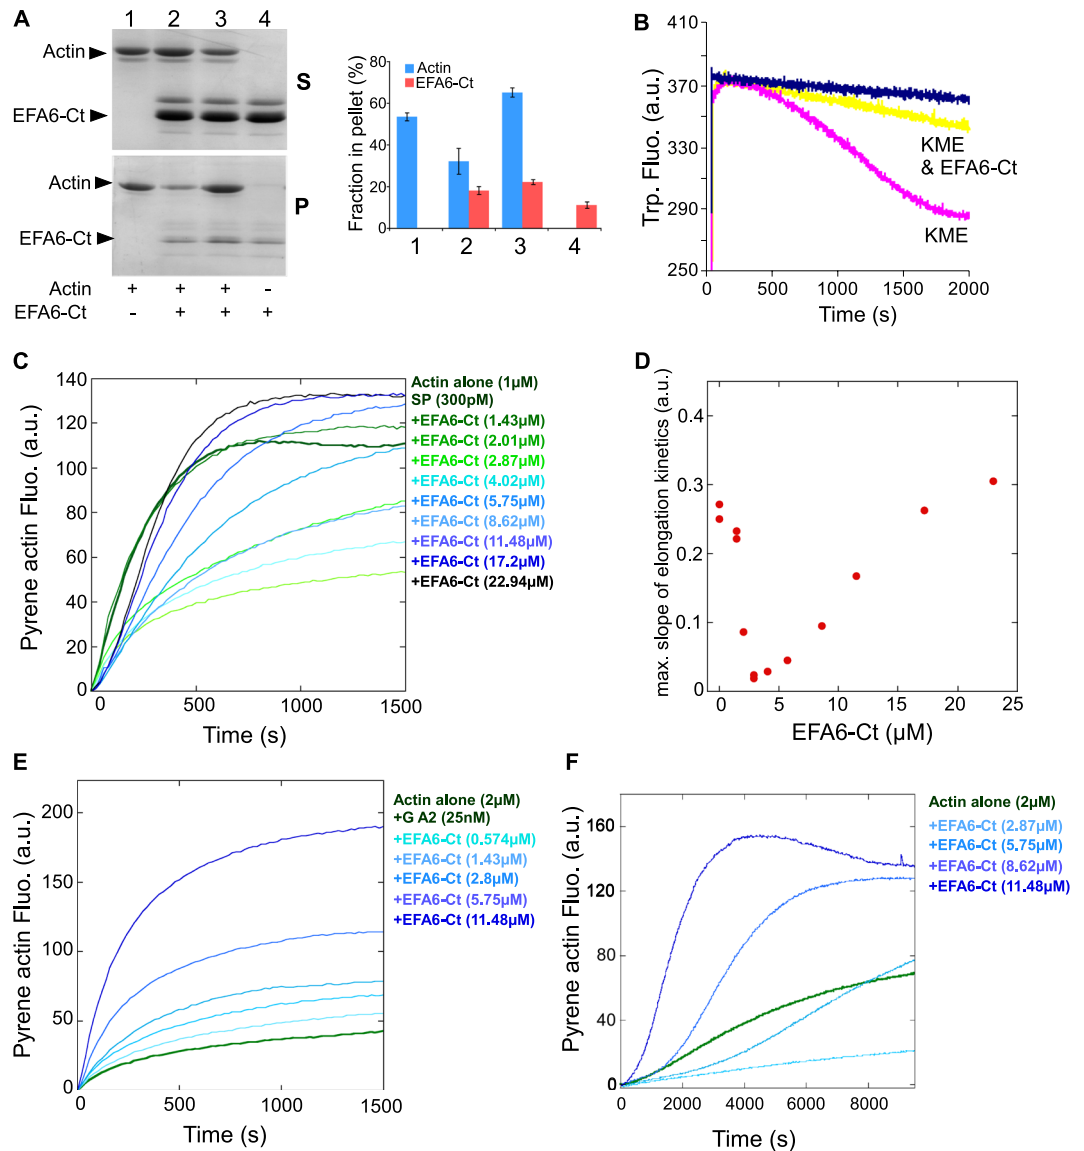 A
1 2 3 4
Actin
EFA6-Ct
S
Actin
EFA6-Ct
P
Actin + + + -
EFA6-Ct - + + +
Fraction in pellet (%)
80
60
40
20
0
Actin
EFA6-Ct
1 2 3 4
B
Trp. Fluo. (a.u.)
410
370
330
290
250
KME
& EFA6-Ct
KME
0 500 1000 1500 2000
Time (s)
C
Pyrene actin Fluo. (a.u.)
140
120
100
80
60
40
20
0
0 500 1000 1500
Time (s)
Actin alone (1µM)
SP (300pM)
+EFA6-Ct (1.43µM)
+EFA6-Ct (2.01µM)
+EFA6-Ct (2.87µM)
+EFA6-Ct (4.02µM)
+EFA6-Ct (5.75µM)
+EFA6-Ct (8.62µM)
+EFA6-Ct (11.48µM)
+EFA6-Ct (17.2µM)
+EFA6-Ct (22.94µM)
D
max. slope of elongation kinetics (a.u.)
0.4
0.3
0.2
0.1
0
0 5 10 15 20 25
EFA6-Ct (µM)
E
Pyrene actin Fluo. (a.u.)
200
150
100
50
0
0 500 1000 1500
Time (s)
Actin alone (2µM)
+G A2 (25nM)
+EFA6-Ct (0.574µM)
+EFA6-Ct (1.43µM)
+EFA6-Ct (2.8µM)
+EFA6-Ct (5.75µM)
+EFA6-Ct (11.48µM)
F
Pyrene actin Fluo. (a.u.)
160
120
80
40
0
0 2000 4000 6000 8000
Time (s)
Actin alone (2µM)
+EFA6-Ct (2.87µM)
+EFA6-Ct (5.75µM)
+EFA6-Ct (8.62µM)
+EFA6-Ct (11.48µM)